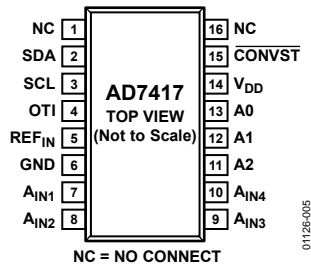 NC 1 16 NC
SDA 2 15 CONVST
SCL 3 AD7417 14 VDD
OTI 4 TOP VIEW 13 A0
REFIN 5 (Not to Scale) 12 A1
GND 6 11 A2
AIN1 7 10 AIN4
AIN2 8 9 AIN3
NC = NO CONNECT
01126-005